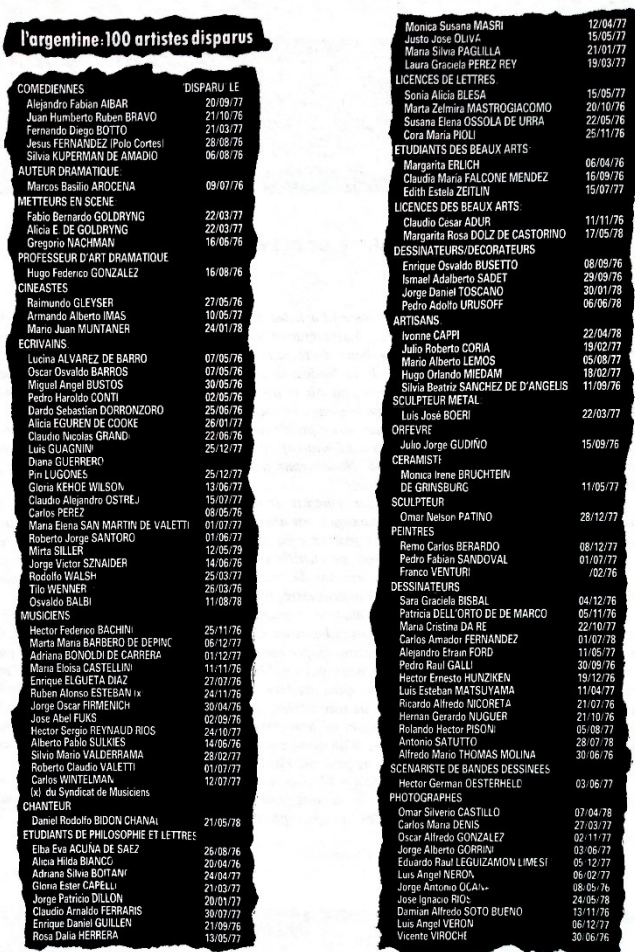 l'argentine: 100 artistes disparus
COMEDIENNES: DISPARU LE
Alejandro Fabian AIBAR 20/09/77
Juan Humberto Ruben BRAVO 21/10/76
Fernando Diego BOTTO 21/03/77
Jesus FERNANDEZ (Polo Cortes) 28/08/76
Silvia KUPERMAN DE AMADIO 06/08/76
AUTEUR DRAMATIQUE:
Marcos Basilio AROCENA 09/07/76
METTEURS EN SCENE:
Fabio Bernardo GOLDRYNG 22/03/77
Alicia E. DE GOLDRYNG 22/03/77
Gregorio NACHMAN 16/06/76
PROFESSEUR D'ART DRAMATIQUE
Hugo Federico GONZALEZ 16/08/76
CINEASTES
Raimundo GLEYSER 27/05/76
Armando Alberto IMAS 10/05/77
Mario Juan MUNTANER 24/01/78
ECRIVAINS
Lucina ALVAREZ DE BARRO 07/05/76
Oscar Osvaldo BARROS 07/05/76
Miguel Angel BUSTOS 30/05/76
Pedro Haroldo CONTI 02/05/76
Dardo Sebastian DORRONZORO 25/06/76
Alicia EGUREN DE COOKE 26/01/77
Claudio Nicolas GRANDI 22/06/76
Luis GUAGNINI 25/12/77
Diana GUERRERO
Piri LUGONES 25/12/77
Gloria KEHOE WILSON 13/06/77
Claudio Alejandro OSTREJ 15/07/77
Carlos PEREZ 08/05/76
Maria Elena SAN MARTIN DE VALETTI 01/07/77
Roberto Jorge SANTORO 01/06/77
Mirta SILLER 12/05/79
Jorge Victor SZNAIDER 14/06/76
Rodolfo WALSH 25/03/77
Tilo WENNER 26/03/76
Osvaldo BALBI 11/08/78
MUSICIENS
Hector Federico BACHINI 25/11/76
Marta Maria BARBERO DE DEPINO 06/12/77
Adriana BONOLDI DE CARRERA 01/12/77
Maria Eloisa CASTELLINI 11/11/76
Enrique ELGUETA DIAZ 27/07/76
Ruben Alonso ESTEBAN (x 24/11/76
Jorge Oscar FIRMENICH 30/04/76
Jose Abel FUKS 02/09/76
Hector Sergio REYNAUD RIOS 24/10/77
Alberto Pablo SULKIES 14/06/76
Silvio Mario VALDERRAMA 28/02/77
Roberto Claudio VALETTI 01/07/77
Carlos WINTELMAN 12/07/77
(x) du Syndicat de Musiciens
CHANTEUR
Daniel Rodolfo BIDON CHANAL 21/05/78
ETUDIANTS DE PHILOSOPHIE ET LETTRES
Elba Eva ACUÑA DE SAEZ 26/08/76
Alicia Hilda BIANCO 20/04/76
Adriana Silvia BOITANI 24/04/77
Gloria Ester CAPELLI 21/03/77
Jorge Patricio DILLON 20/01/77
Claudio Arnaldo FERRARIS 30/07/77
Enrique Daniel GUILLEN 21/09/76
Rosa Dalia HERRERA 13/05/77
Monica Susana MASRI 12/04/77
Justo Jose OLIVA 15/05/77
Maria Silvia PAGLILLA 21/01/77
Laura Graciela PEREZ REY 19/03/77
LICENCES DE LETTRES:
Sonia Alicia BLESA 15/05/77
Marta Zelmira MASTROGIACOMO 20/10/76
Susana Elena OSSOLA DE URRA 22/05/76
Cora Maria PIOLI 25/11/76
ETUDIANTS DES BEAUX ARTS:
Margarita ERLICH 06/04/76
Claudia Maria FALCONE MENDEZ 16/09/76
Edith Estela ZEITLIN 15/07/77
LICENCES DES BEAUX ARTS:
Claudio Cesar ADUR 11/11/76
Margarita Rosa DOLZ DE CASTORINO 17/05/78
DESSINATEURS/DECORATEURS
Enrique Osvaldo BUSETTO 08/09/76
Ismael Adalberto SADET 29/09/76
Jorge Daniel TOSCANO 30/01/78
Pedro Adolfo URUSOFF 06/06/78
ARTISANS:
Ivonne CAPPI 22/04/78
Julio Roberto CORIA 19/02/77
Mario Alberto LEMOS 05/08/77
Hugo Orlando MIEDAM 18/02/77
Silvia Beatriz SANCHEZ DE D'ANGELIS 11/09/76
SCULPTEUR METAL:
Luis José BOERI 22/03/77
ORFEVRE
Julio Jorge GUDIÑO 15/09/76
CERAMISTE
Monica Irene BRUCHTEIN
DE GRINSBURG 11/05/77
SCULPTEUR
Omar Nelson PATINO 28/12/77
PEINTRES
Remo Carlos BERARDO 08/12/77
Pedro Fabian SANDOVAL 01/07/77
Franco VENTURI /02/76
DESSINATEURS
Sara Graciela BISBAL 04/12/76
Patricia DELL'ORTO DE DE MARCO 05/11/76
Maria Cristina DA RE 22/10/77
Carlos Amador FERNANDEZ 01/07/78
Alejandro Efrain FORD 11/05/77
Pedro Raul GALLI 30/09/76
Hector Ernesto HUNZIKEN 19/12/76
Luis Esteban MATSUYAMA 11/04/77
Ricardo Alfredo NICORETA 21/07/76
Hernan Gerardo NUGUER 21/10/76
Rolando Hector PISONI 05/08/77
Antonio SATUTTO 28/07/78
Alfredo Mario THOMAS MOLINA 30/06/76
SCENARISTE DE BANDES DESSINEES
Hector German OESTERHELD 03/06/77
PHOTOGRAPHES
Omar Silverio CASTILLO 07/04/78
Carlos Maria DENIS 27/03/77
Oscar Alfredo GONZALEZ 02/11/77
Jorge Alberto GORRINI 03/06/77
Eduardo Raul LEGUIZAMON LIMESI 05/12/77
Luis Angel NERON 06/02/77
Jorge Antonio OCAÑA 08/05/76
Jose Ignacio RIOS 24/05/78
Damian Alfredo SOTO BUENO 13/11/76
Luis Angel VERON 06/12/77
Vicente VIROCHE 30/06/76